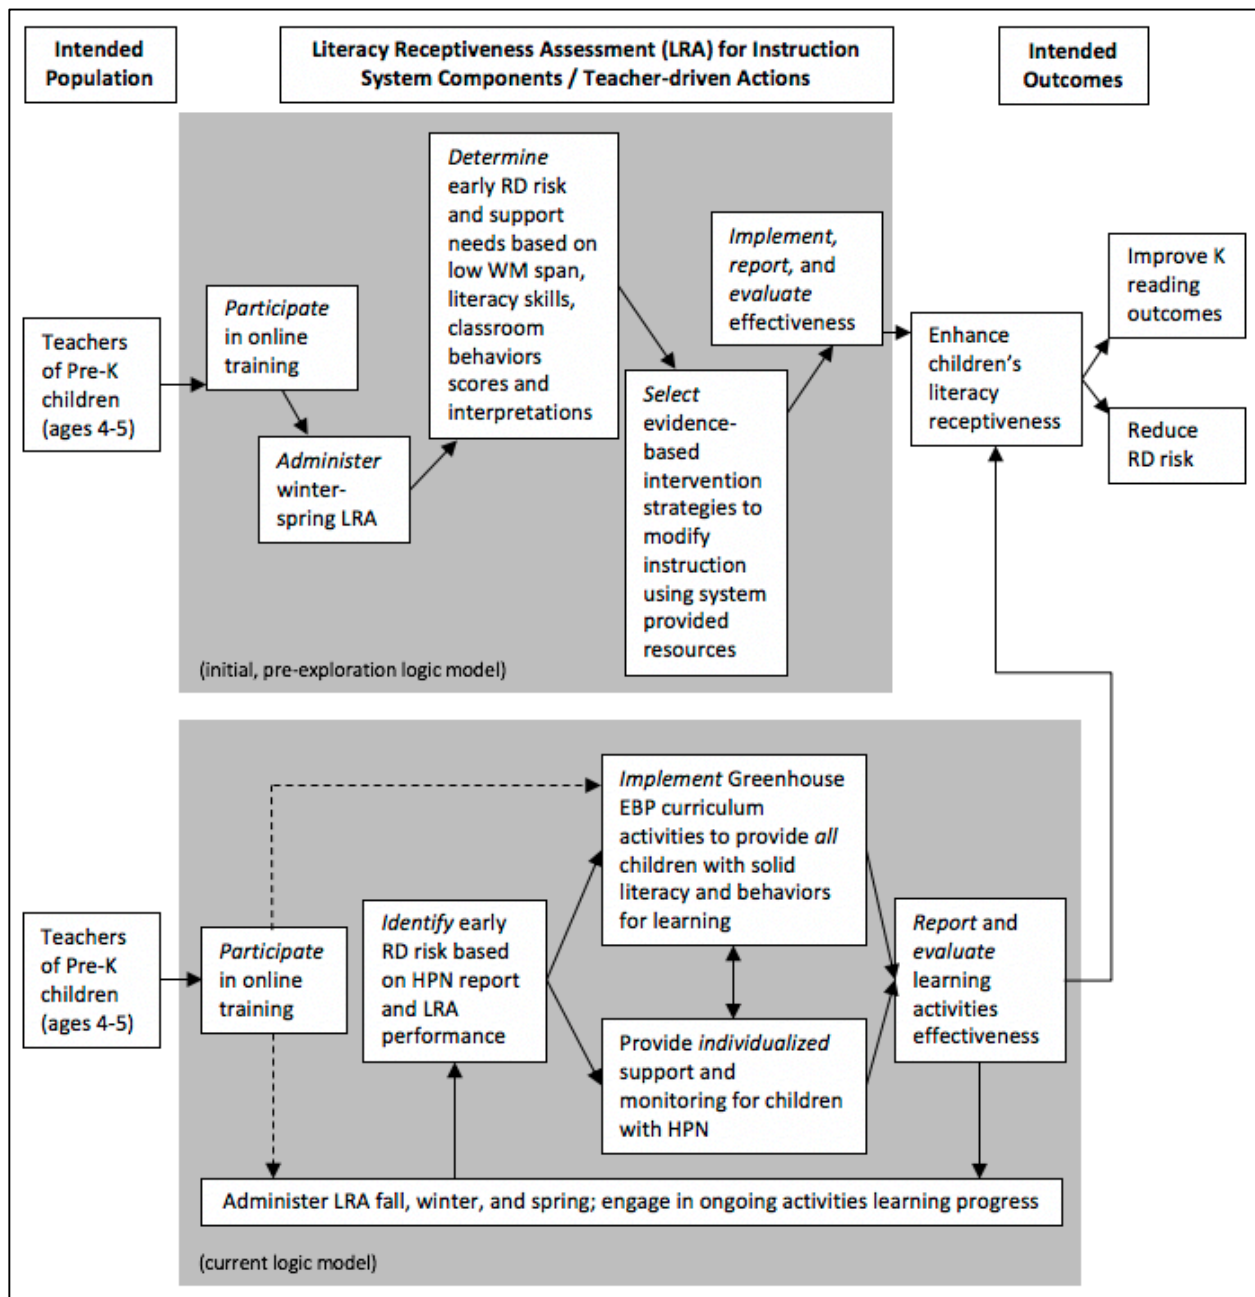 Intended
Population
Literacy Receptiveness Assessment (LRA) for Instruction
System Components / Teacher-driven Actions
Intended
Outcomes
Teachers
of Pre-K
children
(ages 4-5)
Participate
in online
training
Administer
winter-
spring LRA
Determine
early RD risk
and support
needs based on
low WM span,
literacy skills,
classroom
behaviors
scores and
interpretations
Select
evidence-
based
intervention
strategies to
modify
instruction
using system
provided
resources
Implement,
report, and
evaluate
effectiveness
Enhance
children's
literacy
receptiveness
Improve K
reading
outcomes
Reduce
RD risk
(initial, pre-exploration logic model)
Teachers
of Pre-K
children
(ages 4-5)
Participate
in online
training
Identify early
RD risk based
on HPN report
and LRA
performance
Implement Greenhouse
EBP curriculum
activities to provide all
children with solid
literacy and behaviors
for learning
Provide individualized
support and
monitoring for children
with HPN
Report and
evaluate
learning
activities
effectiveness
Administer LRA fall, winter, and spring; engage in ongoing activities learning progress
(current logic model)